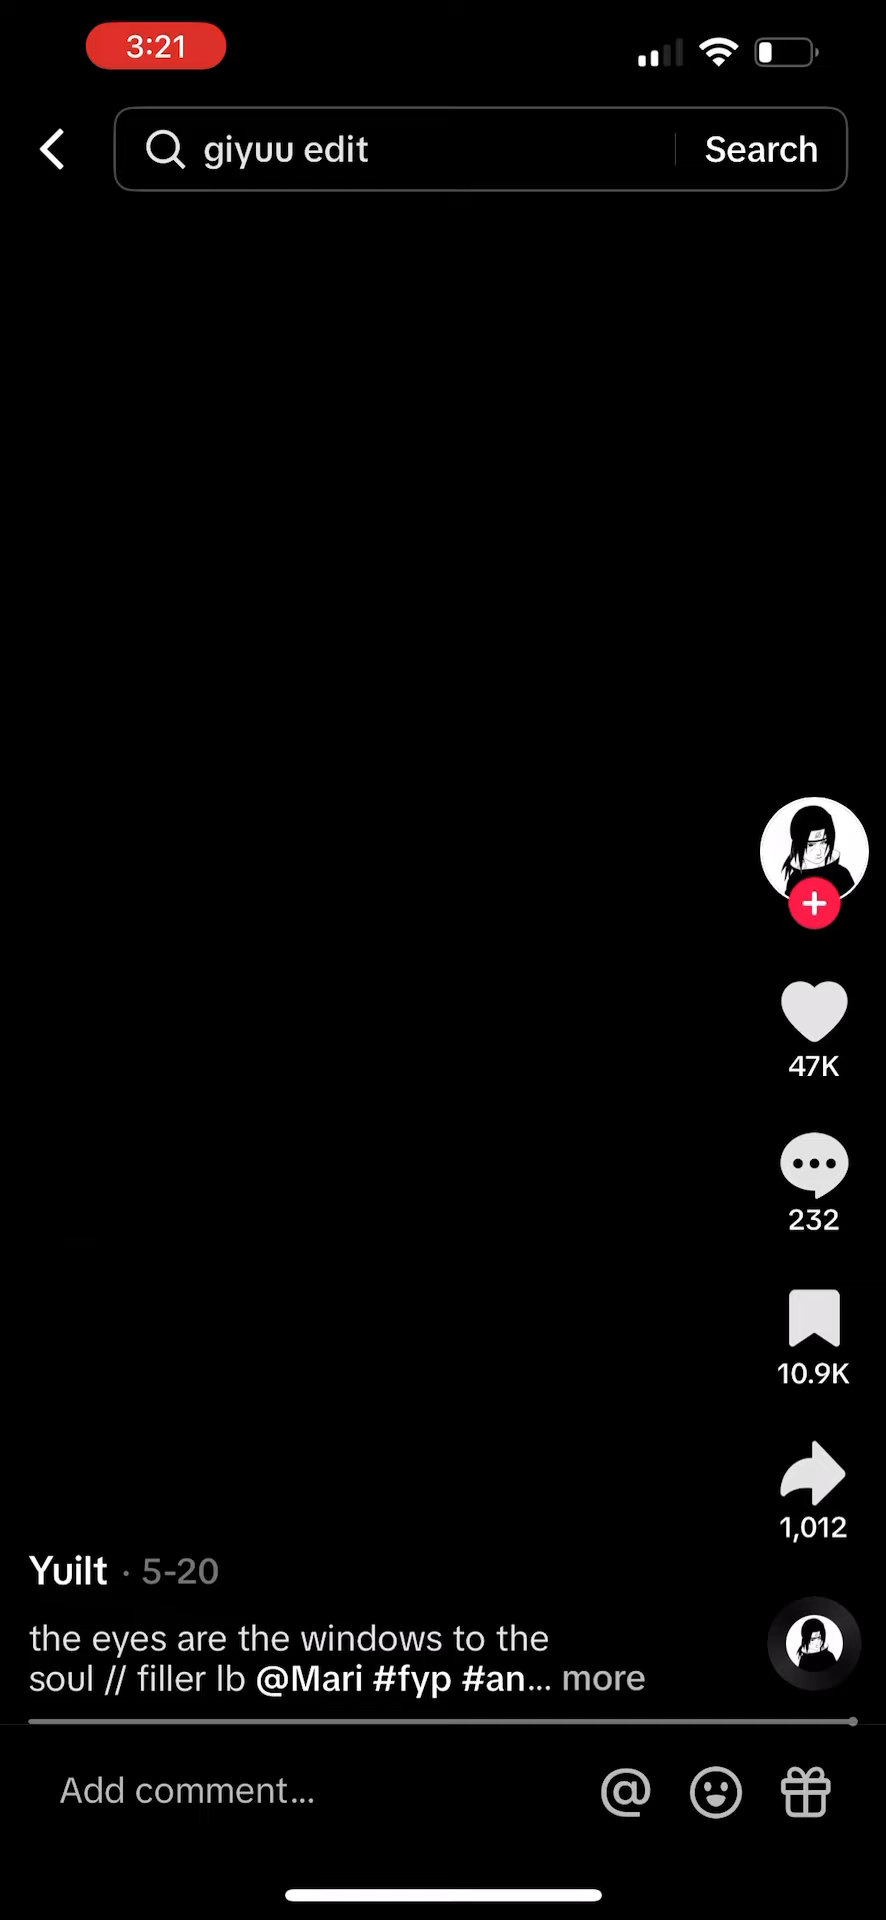 3:21
giyuu edit
Search
47K
232
10.9K
1,012
Yuilt · 5-20
the eyes are the windows to the
soul // filler lb @Mari #fyp #an... more
Add comment...